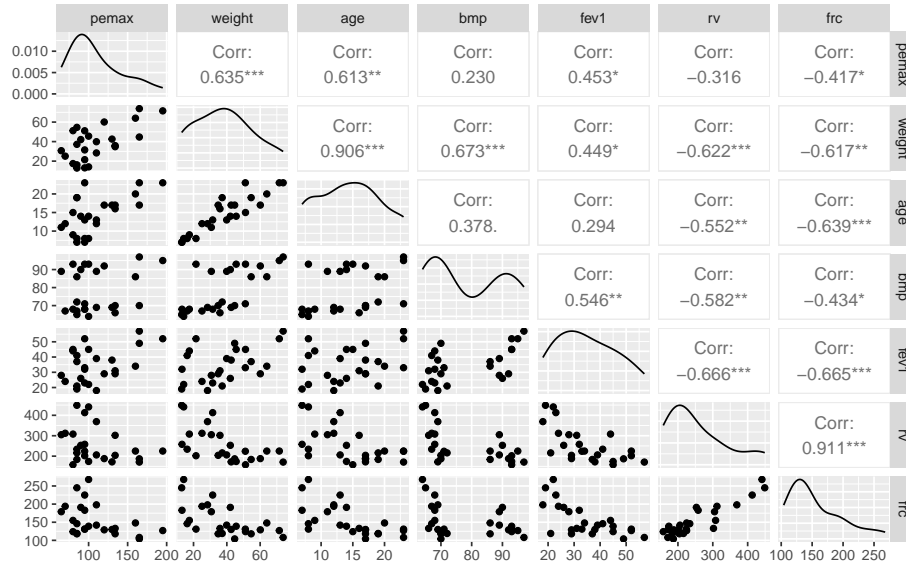 pemax weight age bmp fev1 rv frc
Corr: Corr: Corr: Corr: Corr: Corr:
0.635*** 0.613** 0.230 0.453* −0.316 −0.417*
pemax
0.010
0.005
0.000
Corr: Corr: Corr: Corr: Corr:
0.906*** 0.673*** 0.449* −0.622*** −0.617**
weight
60
40
20
Corr: Corr: Corr: Corr:
0.378. 0.294 −0.552** −0.639***
age
20
15
10
Corr: Corr: Corr:
0.546** −0.582** −0.434*
bmp
90
80
70
Corr: Corr:
−0.666*** −0.665***
fev1
50
40
30
20
Corr:
0.911***
rv
400
300
200
frc
250
200
150
100
100 150 200 20 40 60 10 15 20 70 80 90 20 30 40 50 200 300 400 100 150 200 250